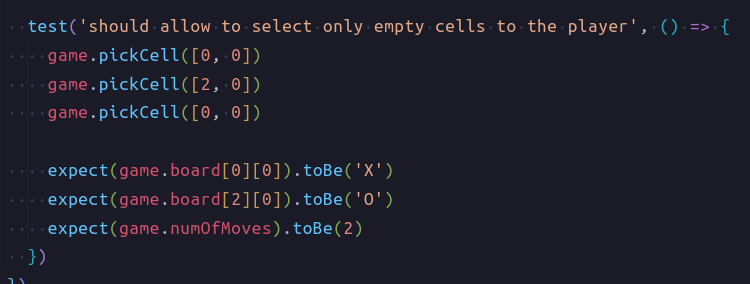 test('should allow to select only empty cells to the player', () => {
game.pickCell([0, 0])
game.pickCell([2, 0])
game.pickCell([0, 0])
expect(game.board[0][0]).toBe('X')
expect(game.board[2][0]).toBe('O')
expect(game.numOfMoves).toBe(2)
})
})